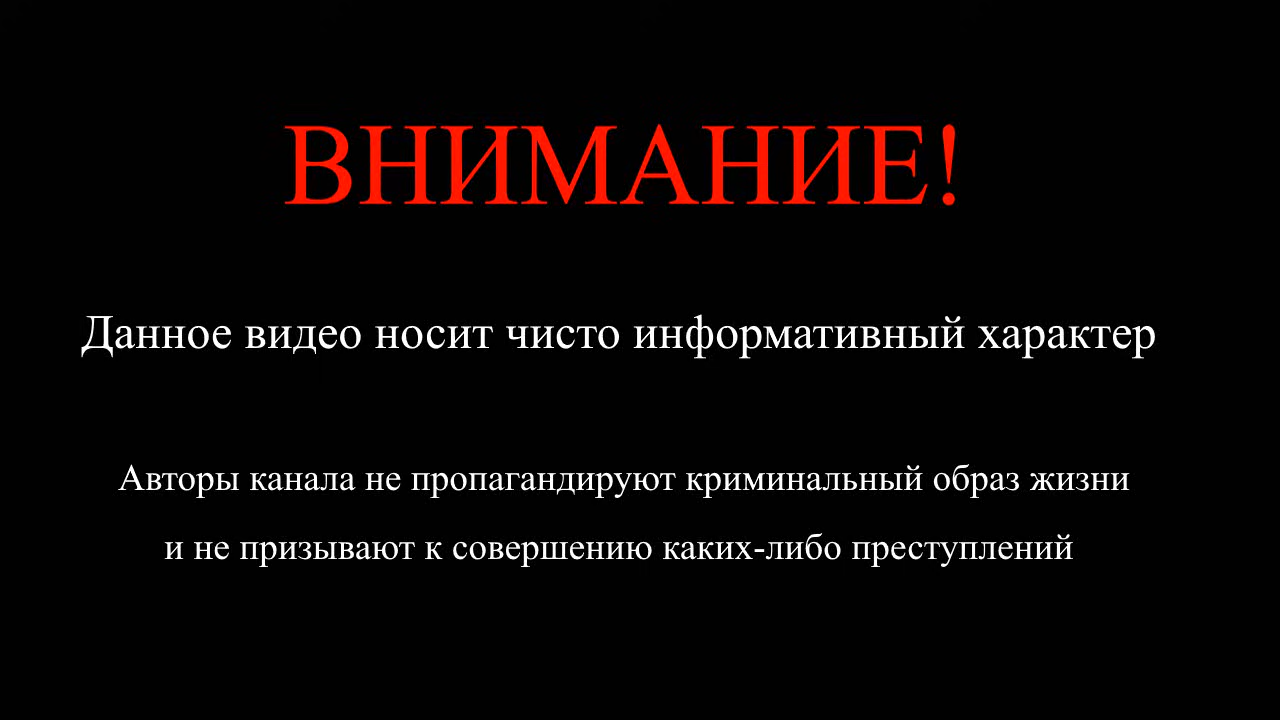 ВНИМАНИЕ!
Данное видео носит чисто информативный характер
Авторы канала не пропагандируют криминальный образ жизни
и не призывают к совершению каких-либо преступлений